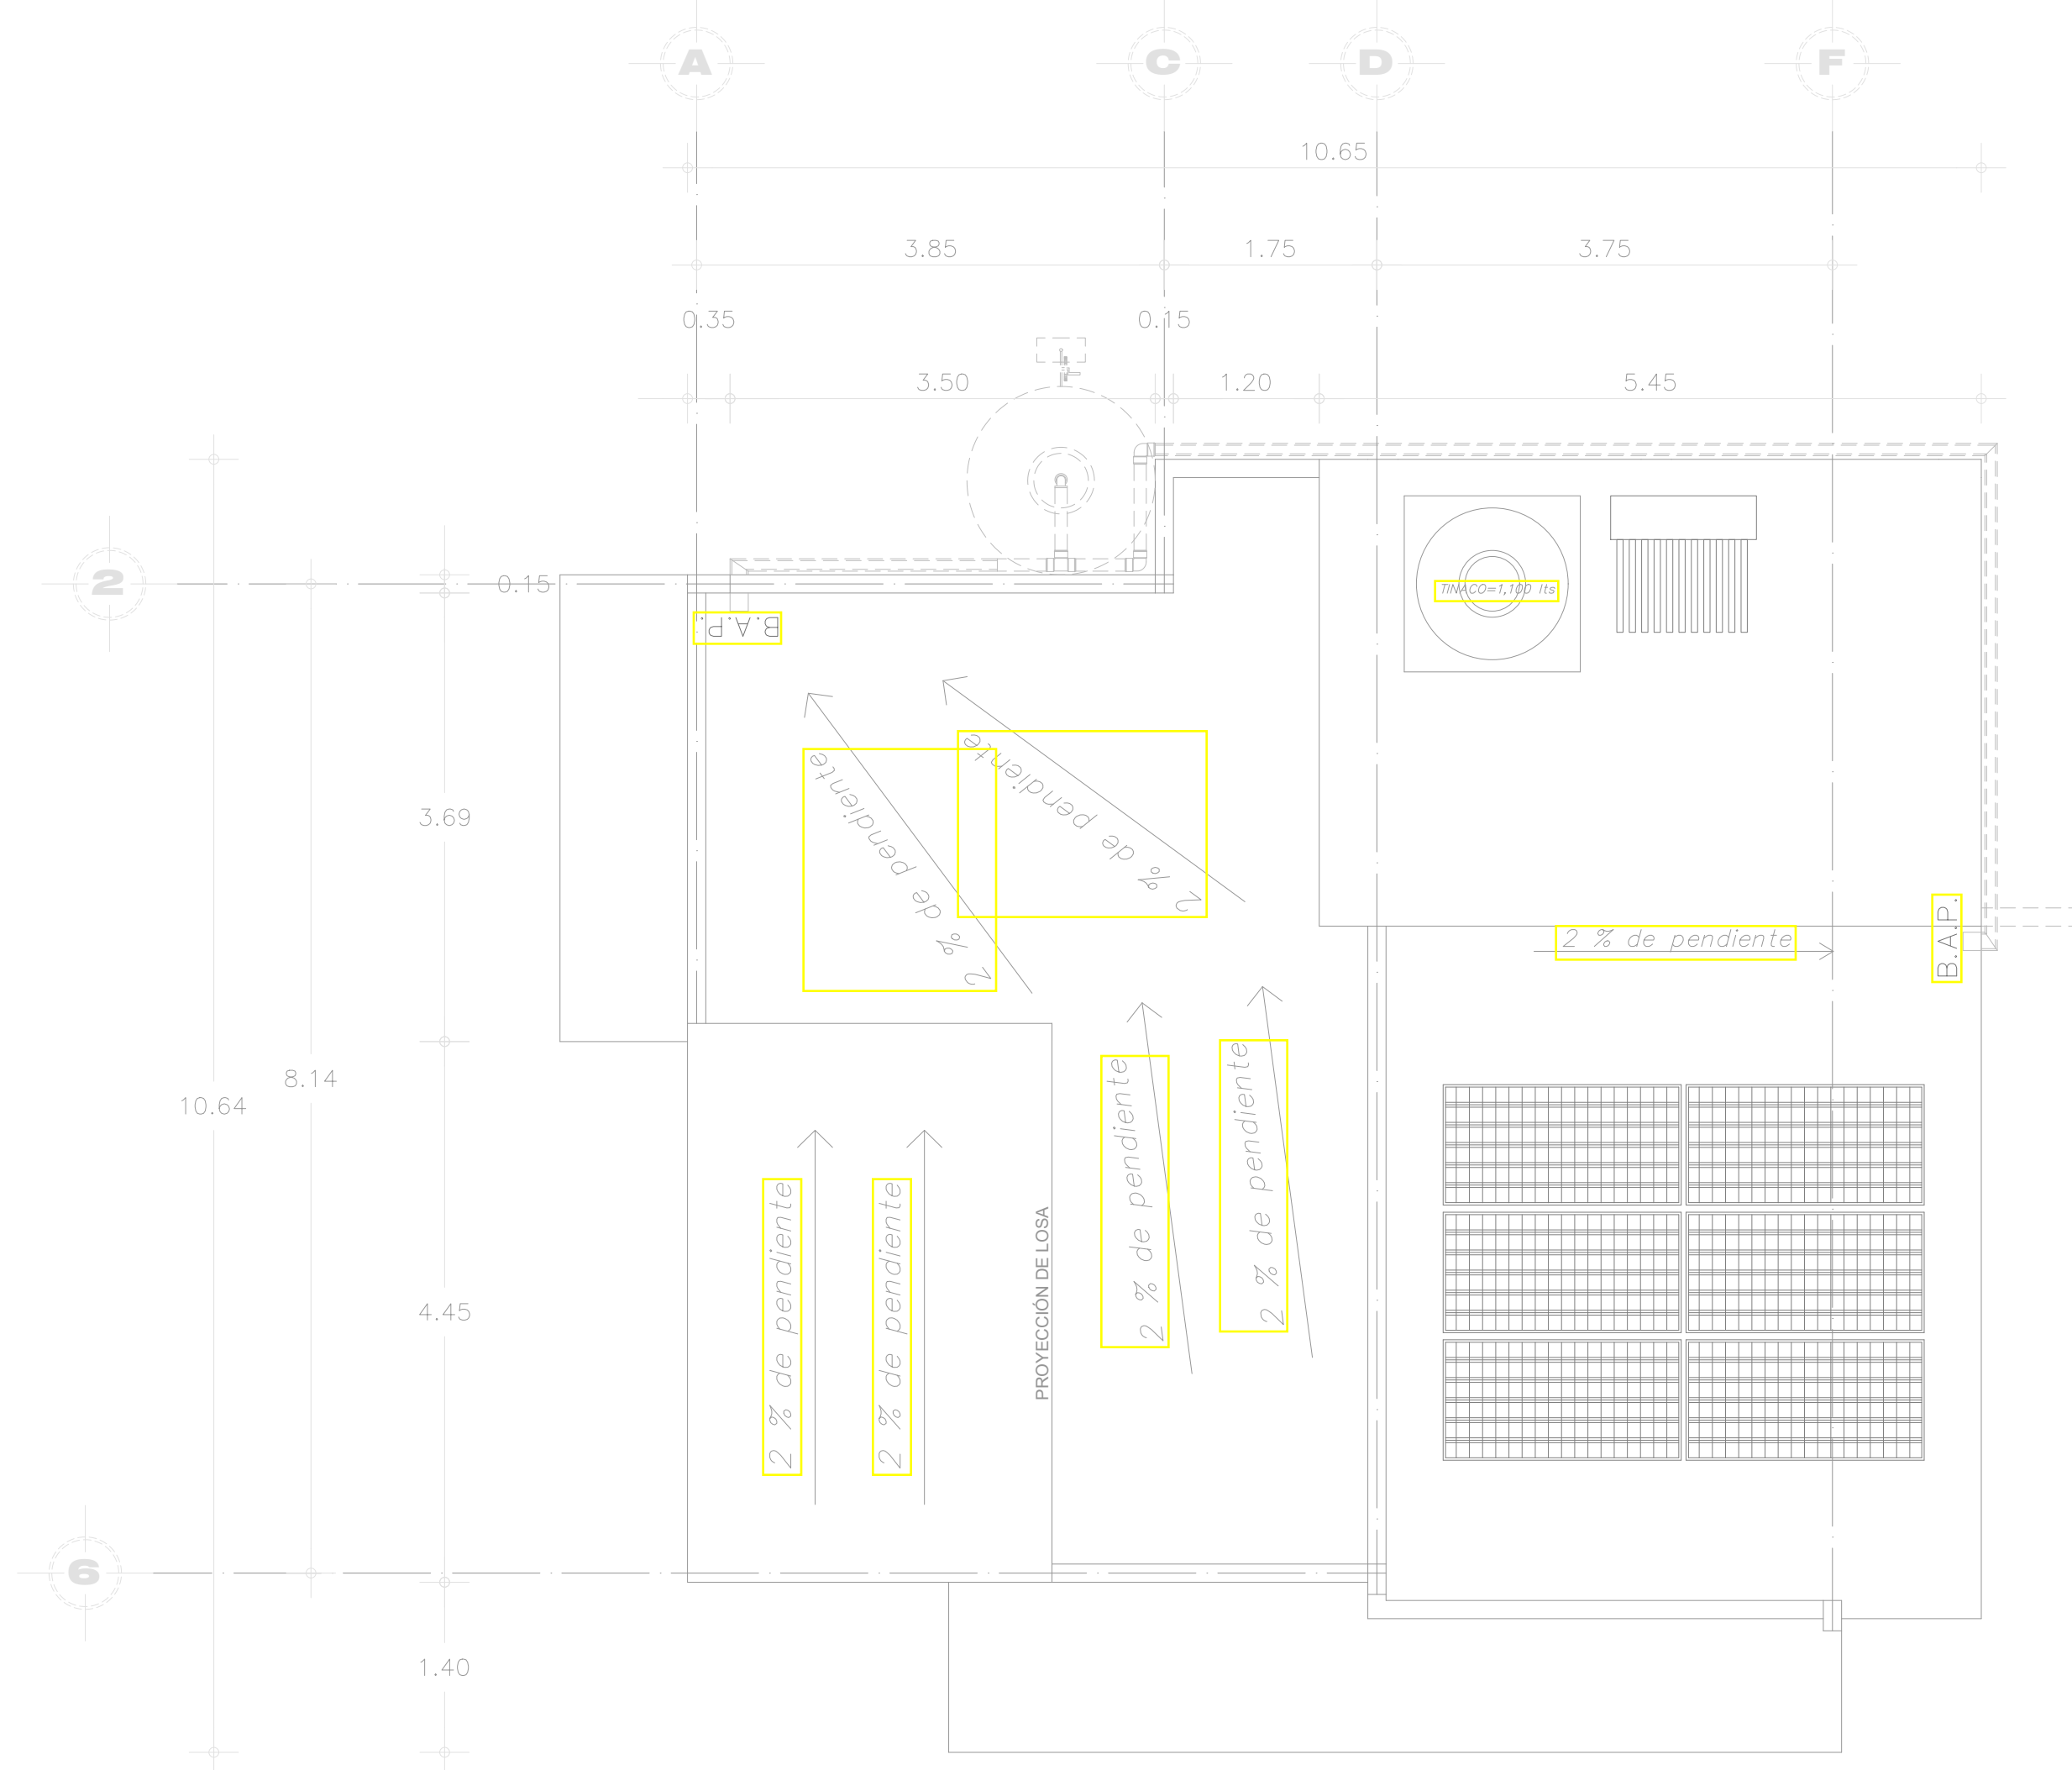 A C D F
10.65
3.85 1.75 3.75
0.35 0.15
3.50 1.20 5.45
2 0.15
TINACO=1,100 lts
B.A.P.
2 % de pendiente
2 % de pendiente
3.69
B.A.P.
2 % de pendiente
8.14
10.64
2 % de pendiente
2 % de pendiente
2 % de pendiente
2 % de pendiente
PROYECCIÓN DE LOSA
4.45
6
1.40